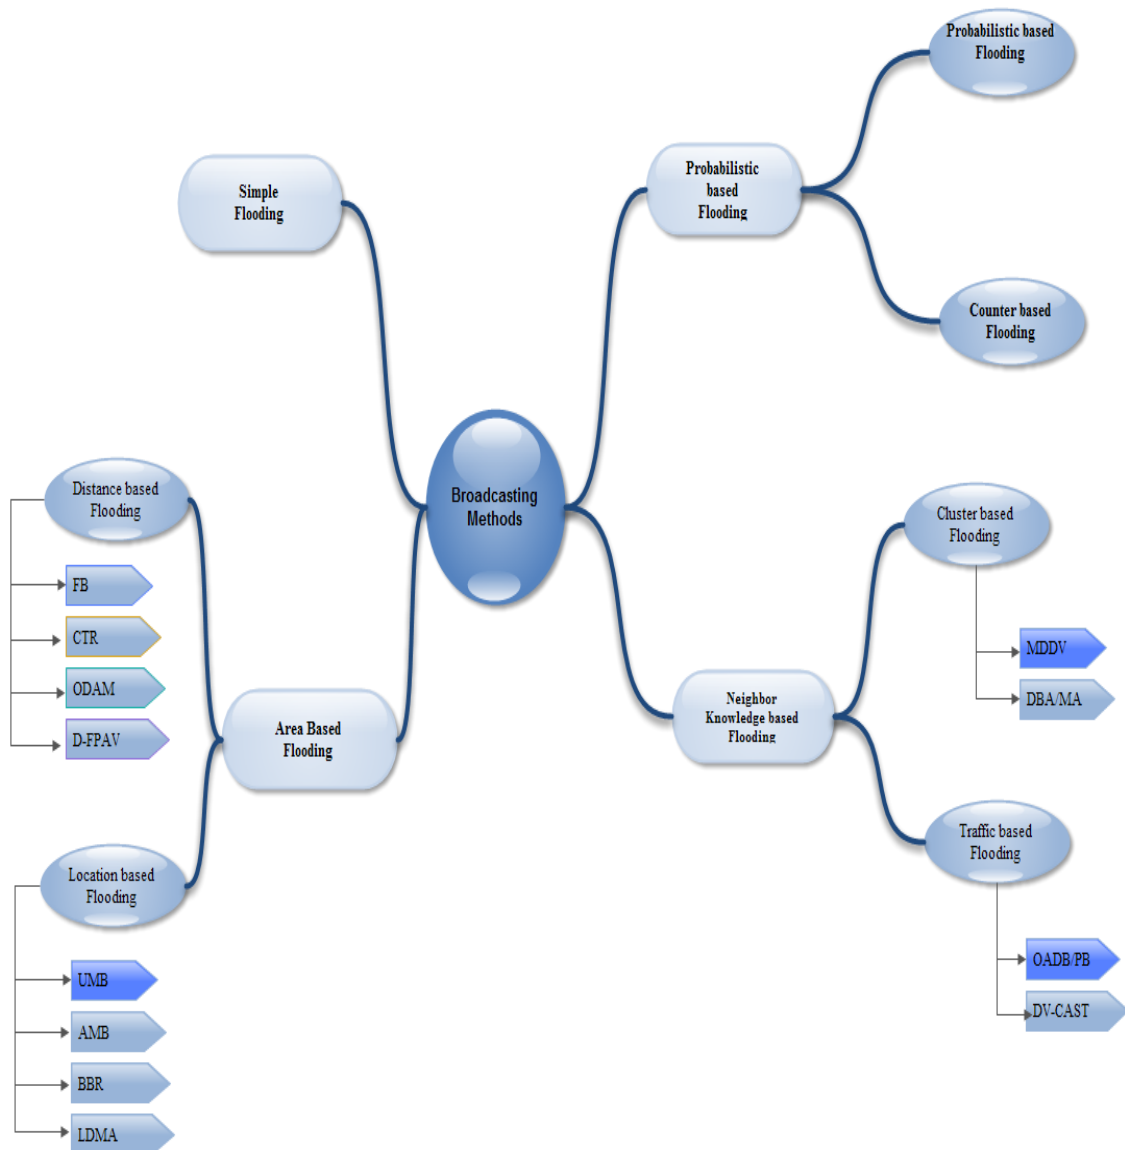 Probabilistic based
Flooding
Simple
Flooding
Probabilistic
based
Flooding
Counter based
Flooding
Broadcasting
Methods
Distance based
Flooding
FB
CTR
ODAM
D-FPAV
Area Based
Flooding
Location based
Flooding
UMB
AMB
BBR
LDMA
Cluster based
Flooding
MDDV
DBA/MA
Neighbor
Knowledge based
Flooding
Traffic based
Flooding
OADB/PB
DV-CAST